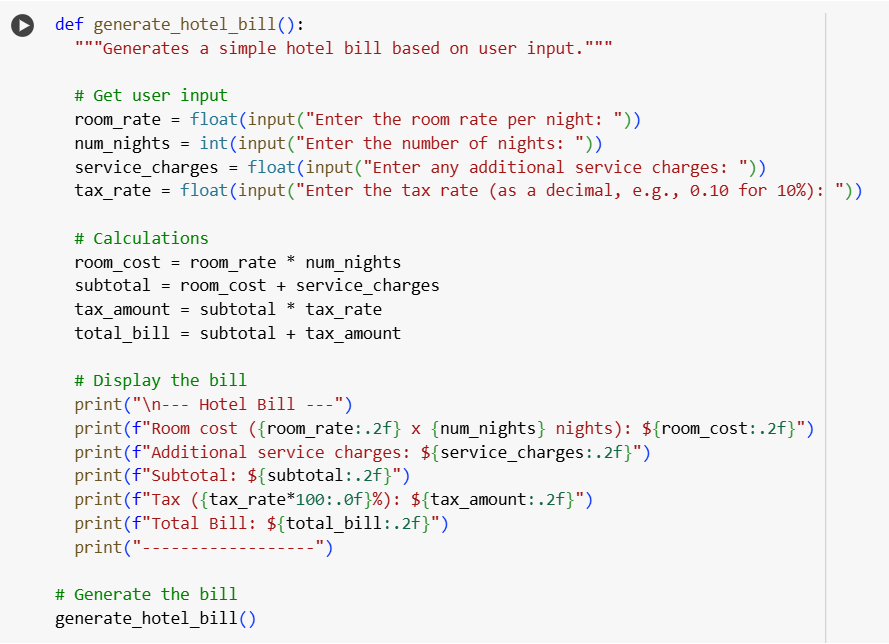 def generate_hotel_bill():
  """Generates a simple hotel bill based on user input."""

  # Get user input
  room_rate = float(input("Enter the room rate per night: "))
  num_nights = int(input("Enter the number of nights: "))
  service_charges = float(input("Enter any additional service charges: "))
  tax_rate = float(input("Enter the tax rate (as a decimal, e.g., 0.10 for 10%): "))

  # Calculations
  room_cost = room_rate * num_nights
  subtotal = room_cost + service_charges
  tax_amount = subtotal * tax_rate
  total_bill = subtotal + tax_amount

  # Display the bill
  print("\n--- Hotel Bill ---")
  print(f"Room cost ({room_rate:.2f} x {num_nights} nights): ${room_cost:.2f}")
  print(f"Additional service charges: ${service_charges:.2f}")
  print(f"Subtotal: ${subtotal:.2f}")
  print(f"Tax ({tax_rate*100:.0f}%): ${tax_amount:.2f}")
  print(f"Total Bill: ${total_bill:.2f}")
  print("------------------")

# Generate the bill
generate_hotel_bill()